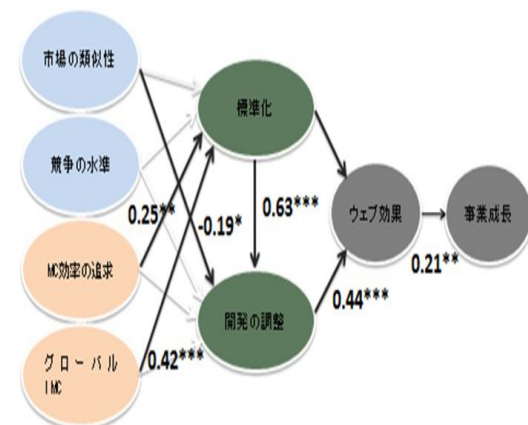 市場の類似性
競争の水準
MC効率の追求
グローバル
IMC
標準化
開発の調整
ウェブ効果
事業成長
0.25**
-0.19*
0.63***
0.42***
0.44***
0.21**